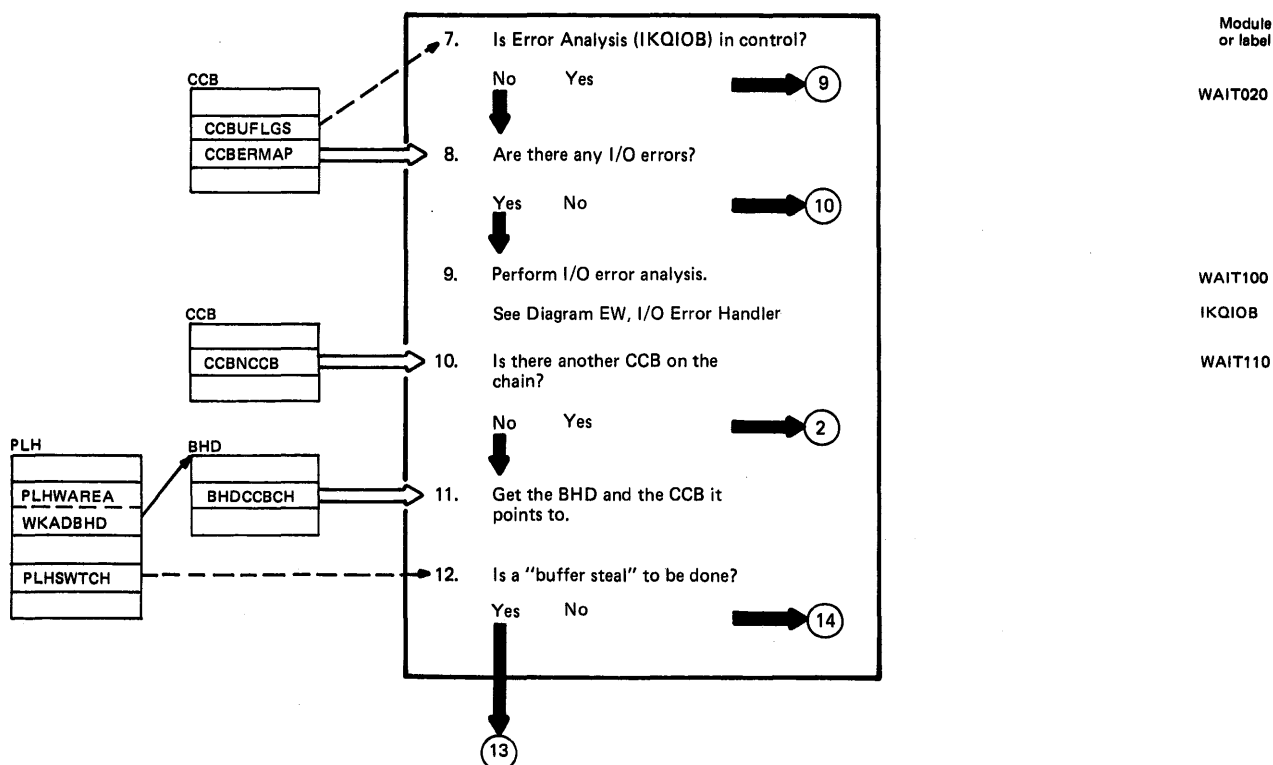 Module
or label
7. Is Error Analysis (IKQIOB) in control?
No Yes 9
WAIT020
CCB
CCBUFLGS
CCBERMAP
8. Are there any I/O errors?
Yes No 10
9. Perform I/O error analysis.
WAIT100
See Diagram EW, I/O Error Handler
IKQIOB
CCB
CCBNCCB
10. Is there another CCB on the
chain?
WAIT110
No Yes 2
PLH
PLHWAREA
WKADBHD
PLHSWTCH
BHD
BHDCCBCH
11. Get the BHD and the CCB it
points to.
12. Is a "buffer steal" to be done?
Yes No 14
13